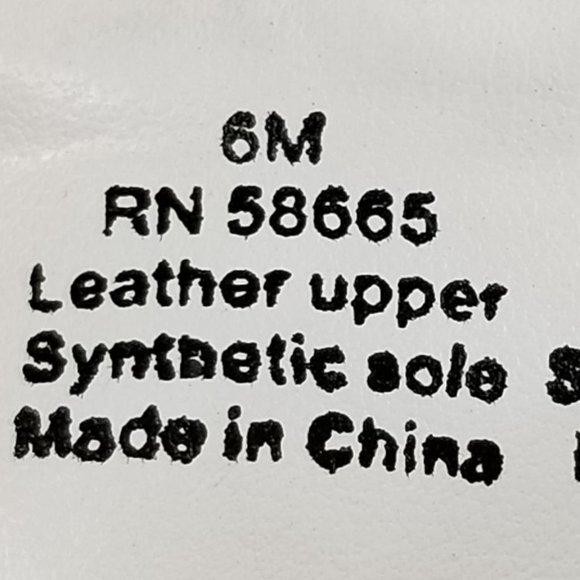 6M
RN 58665
Leather upper
Synthetic sole
Made in China